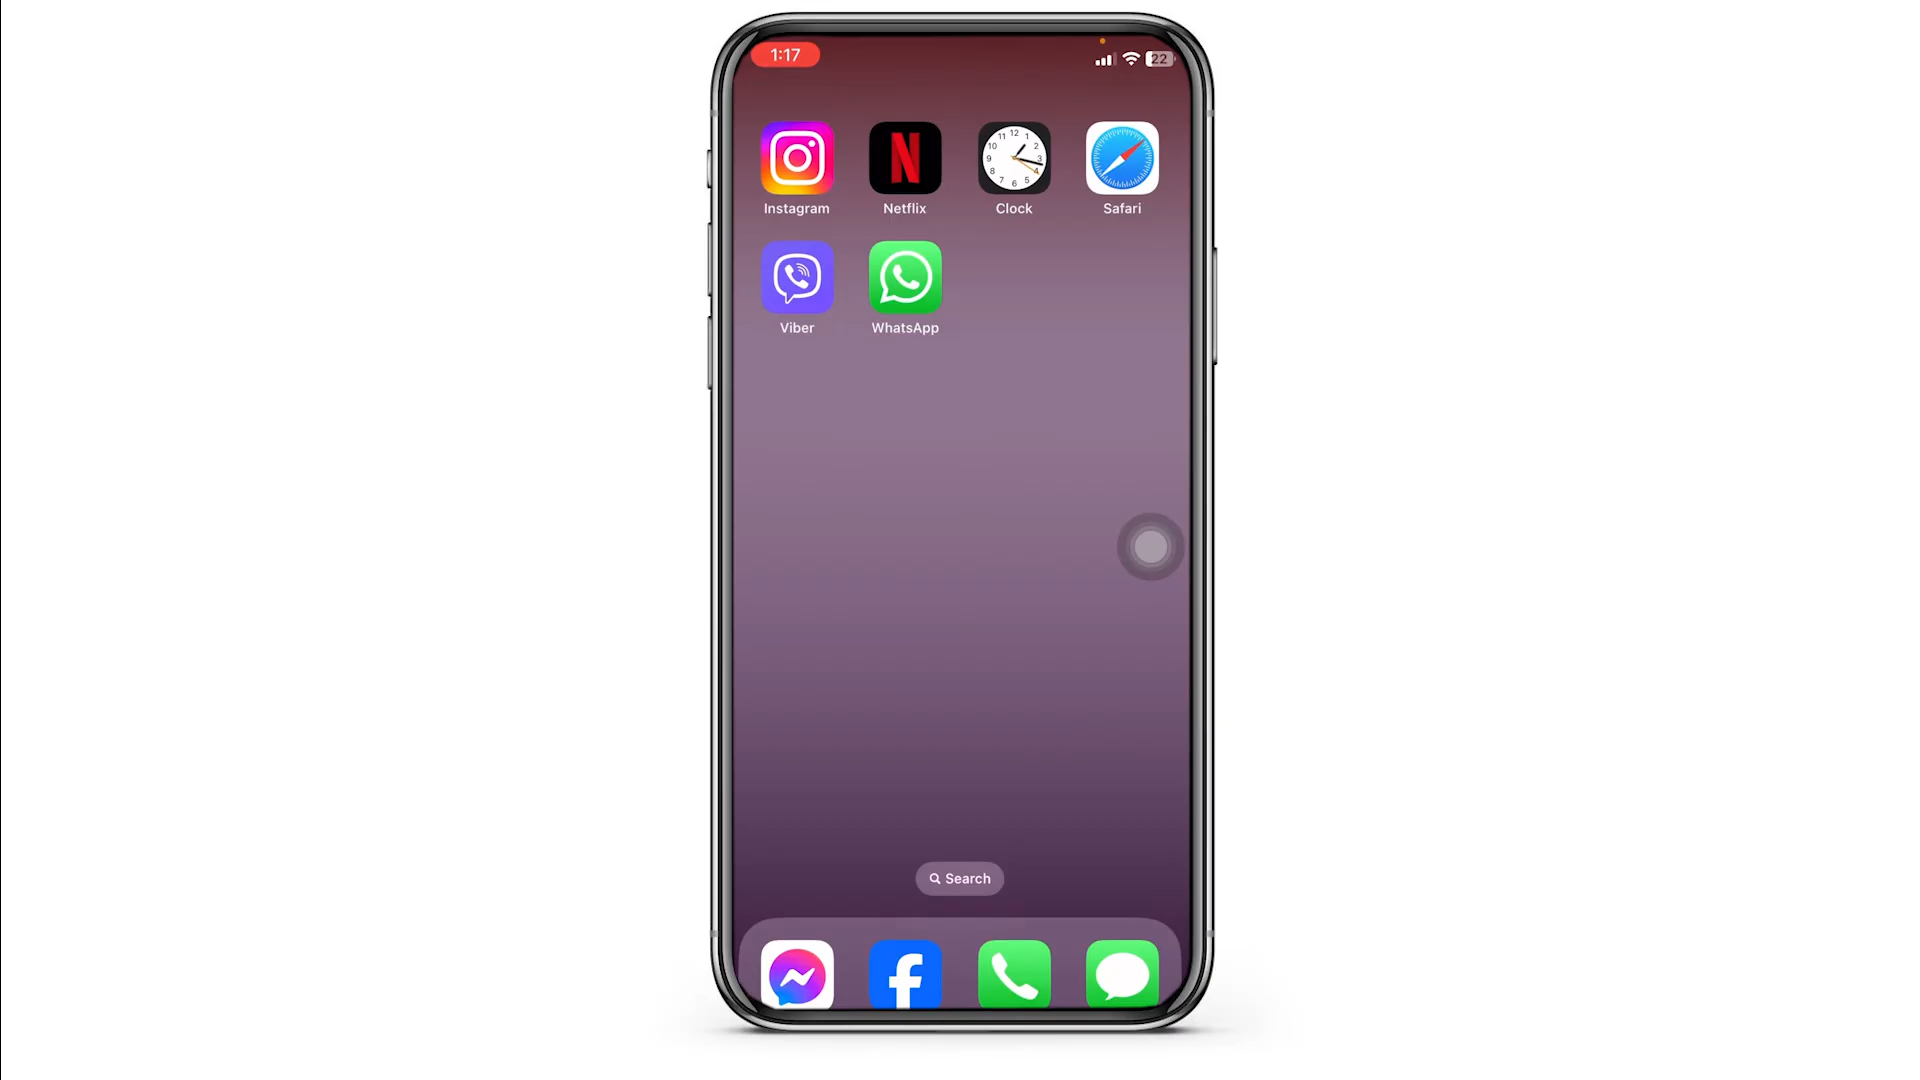 1:17
22
Instagram Netflix Clock Safari
Viber WhatsApp
Search